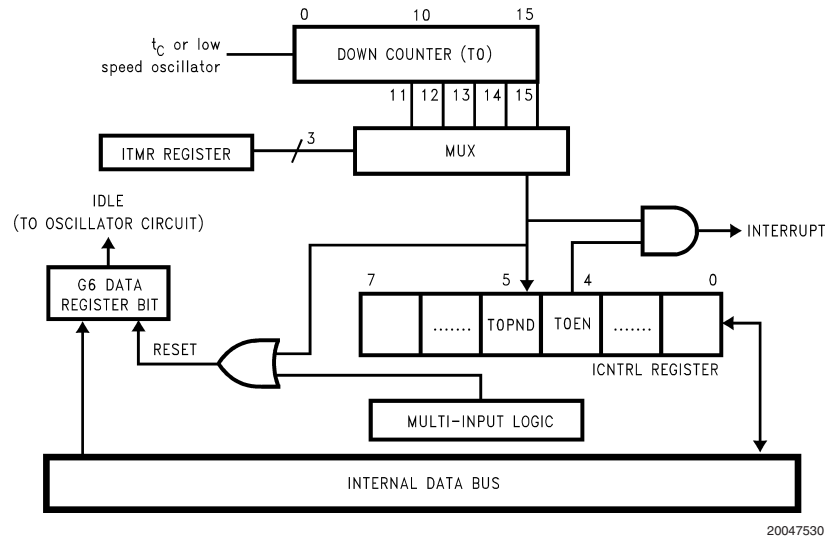 0 10 15
t_C or low
speed oscillator
DOWN COUNTER (T0)
11 12 13 14 15
ITMR REGISTER
3
MUX
IDLE
(TO OSCILLATOR CIRCUIT)
INTERRUPT
G6 DATA
REGISTER BIT
7 5 4 0
....... T0PND T0EN .......
RESET
ICNTRL REGISTER
MULTI-INPUT LOGIC
INTERNAL DATA BUS
20047530